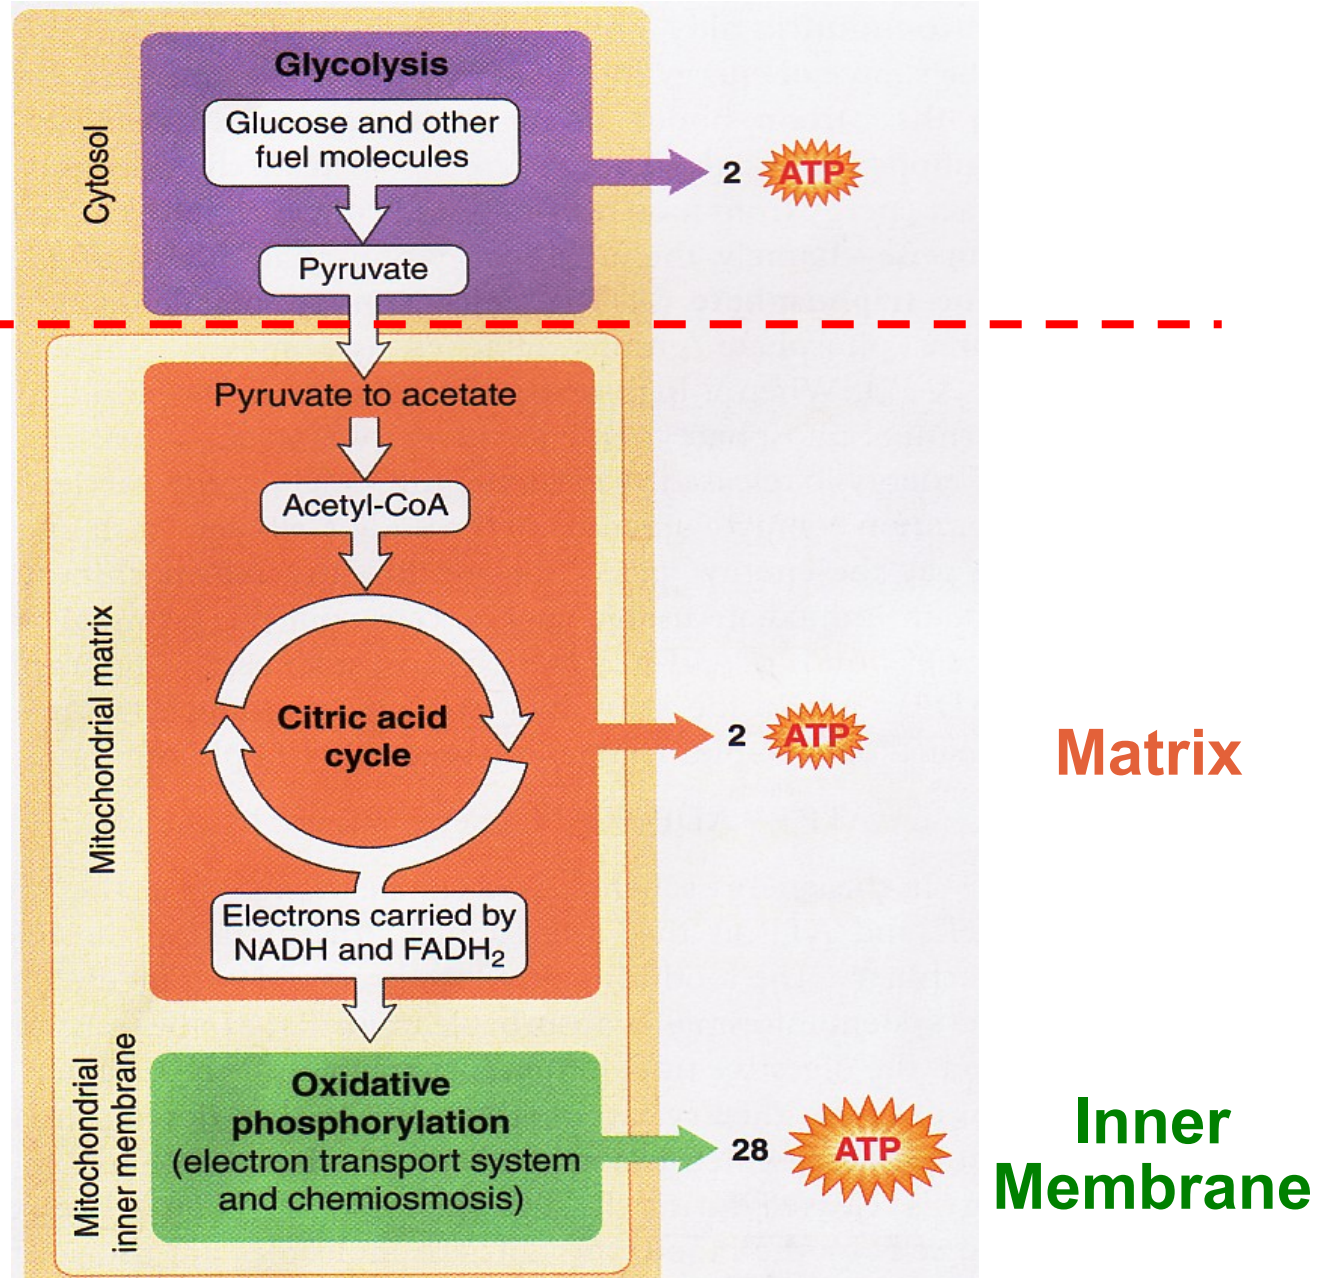 Glycolysis
Cytosol
Glucose and other
fuel molecules
2 ATP
Pyruvate
Pyruvate to acetate
Acetyl-CoA
Mitochondrial matrix
Citric acid
cycle
2 ATP
Matrix
Electrons carried by
NADH and FADH₂
Mitochondrial
inner membrane
Oxidative
phosphorylation
(electron transport system
and chemiosmosis)
28 ATP
Inner
Membrane